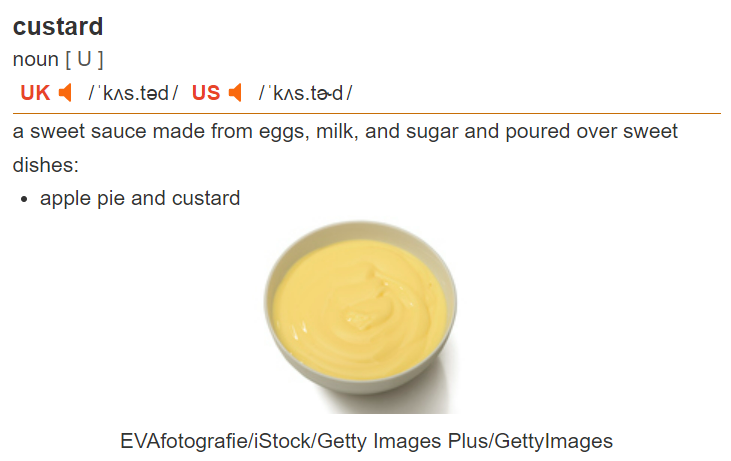 custard
noun [ U ]
UK /ˈkʌs.təd/ US /ˈkʌs.tɚd/
a sweet sauce made from eggs, milk, and sugar and poured over sweet
dishes:
• apple pie and custard
EVAfotografie/iStock/Getty Images Plus/GettyImages